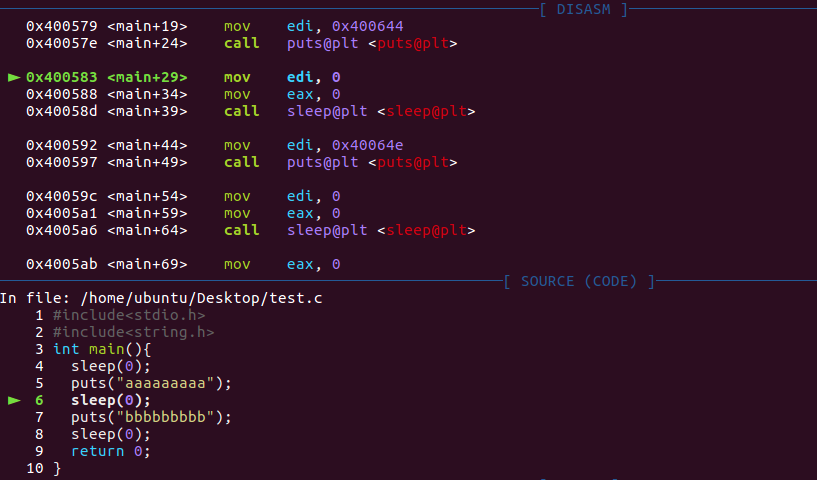 [ DISASM ]
0x400579 <main+19> mov edi, 0x400644
0x40057e <main+24> call puts@plt <puts@plt>
► 0x400583 <main+29> mov edi, 0
0x400588 <main+34> mov eax, 0
0x40058d <main+39> call sleep@plt <sleep@plt>
0x400592 <main+44> mov edi, 0x40064e
0x400597 <main+49> call puts@plt <puts@plt>
0x40059c <main+54> mov edi, 0
0x4005a1 <main+59> mov eax, 0
0x4005a6 <main+64> call sleep@plt <sleep@plt>
0x4005ab <main+69> mov eax, 0
[ SOURCE (CODE) ]
In file: /home/ubuntu/Desktop/test.c
1 #include<stdio.h>
2 #include<string.h>
3 int main(){
4 sleep(0);
5 puts("aaaaaaaaa");
► 6 sleep(0);
7 puts("bbbbbbbbb");
8 sleep(0);
9 return 0;
10 }